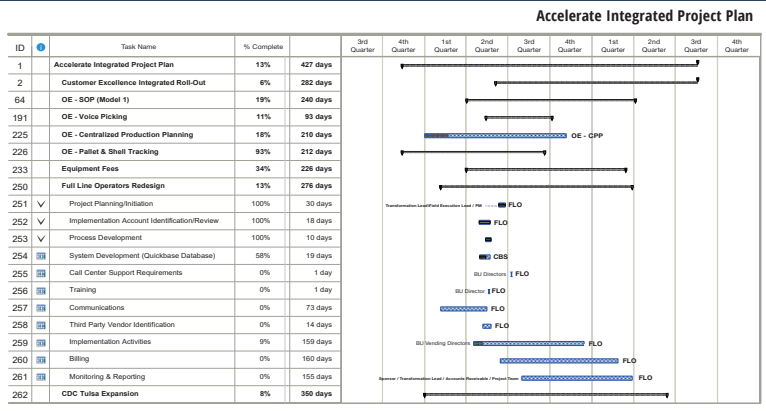 Accelerate Integrated Project Plan
ID Task Name % Complete 3rd Quarter 4th Quarter 1st Quarter 2nd Quarter 3rd Quarter 4th Quarter 1st Quarter 2nd Quarter 3rd Quarter 4th Quarter
1 Accelerate Integrated Project Plan 13% 427 days
2 Customer Excellence Integrated Roll-Out 6% 282 days
64 OE - SOP (Model 1) 19% 240 days
191 OE - Voice Picking 11% 93 days
225 OE - Centralized Production Planning 18% 210 days OE - CPP
226 OE - Pallet & Shell Tracking 93% 212 days
233 Equipment Fees 34% 226 days
250 Full Line Operators Redesign 13% 276 days
251 Project Planning/Initiation 100% 30 days Transformation Lead/Field Execution Lead / PM FLO
252 Implementation Account Identification/Review 100% 18 days FLO
253 Process Development 100% 10 days
254 System Development (Quickbase Database) 58% 19 days CBS
255 Call Center Support Requirements 0% 1 day BU Directors FLO
256 Training 0% 1 day BU Director FLO
257 Communications 0% 73 days FLO
258 Third Party Vendor Identification 0% 14 days FLO
259 Implementation Activities 9% 159 days BU Vending Directors FLO
260 Billing 0% 160 days FLO
261 Monitoring & Reporting 0% 155 days Sponsor / Transformation Lead / Accounts Receivable / Project Team FLO
262 CDC Tulsa Expansion 8% 350 days